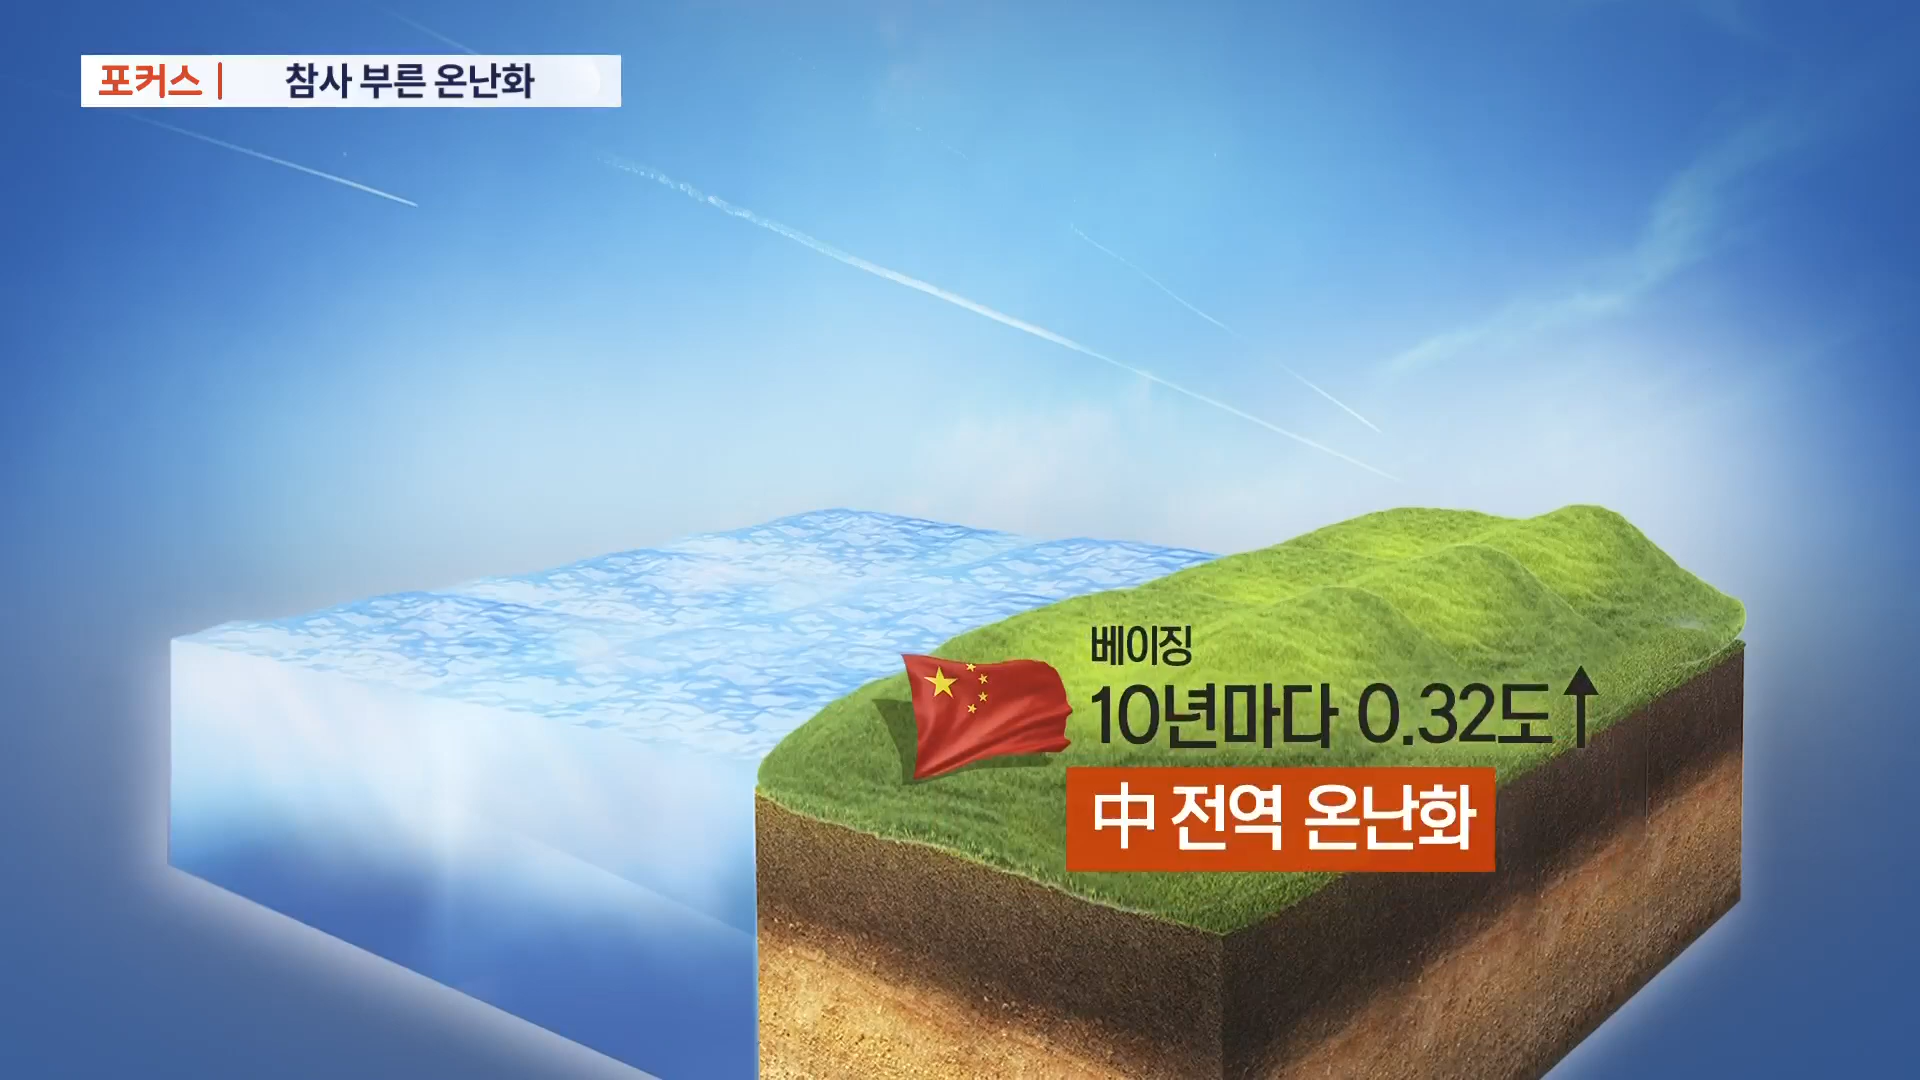 포커스 | 참사 부른 온난화
베이징
10년마다 0.32도↑
中 전역 온난화